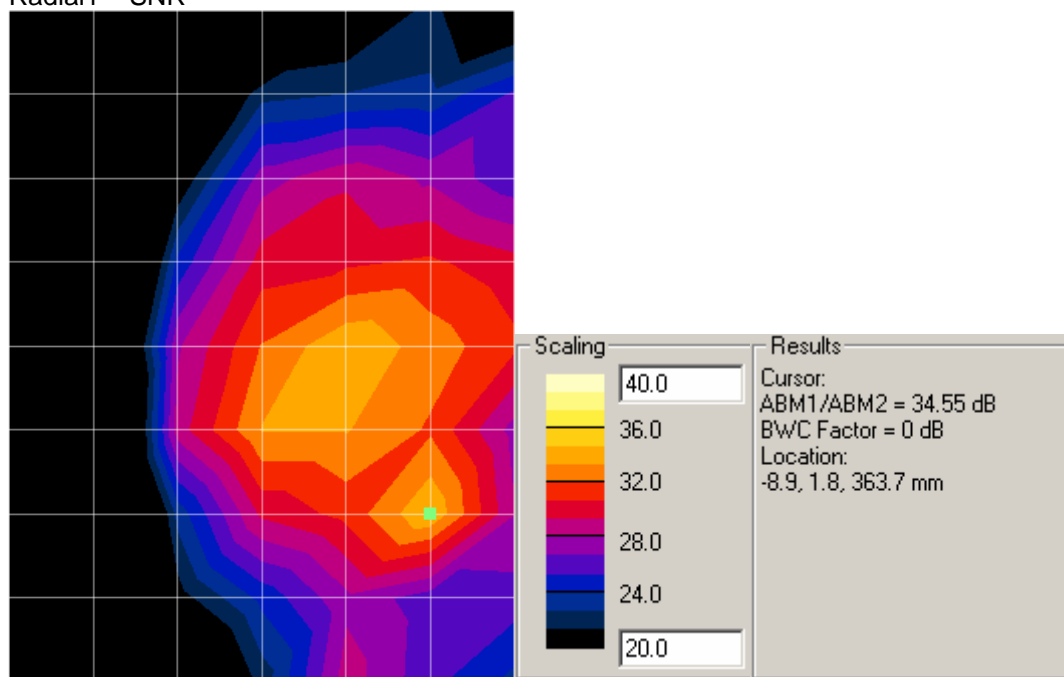 SNR
Scaling
40.0
36.0
32.0
28.0
24.0
20.0
Results
Cursor:
ABM1/ABM2 = 34.55 dB
BWC Factor = 0 dB
Location:
-8.9, 1.8, 363.7 mm